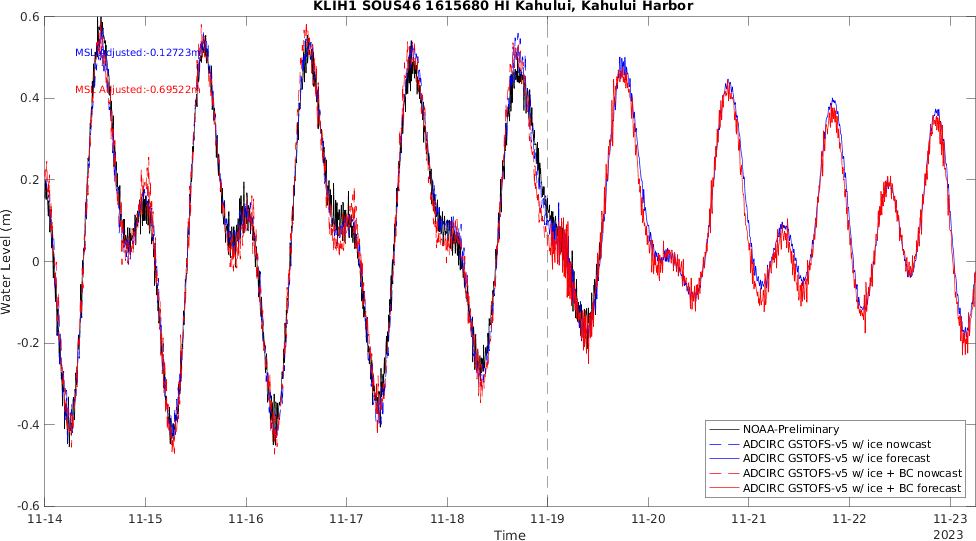 KLIH1 SOUS46 1615680 HI Kahului, Kahului Harbor
0.6
0.4
0.2
0
-0.2
-0.4
-0.6
Water Level (m)
MSL Adjusted:-0.12723m
MSL Adjusted:-0.69522m
NOAA-Preliminary
ADCIRC GSTOFS-v5 w/ ice nowcast
ADCIRC GSTOFS-v5 w/ ice forecast
ADCIRC GSTOFS-v5 w/ice + BC nowcast
ADCIRC GSTOFS-v5 w/ice + BC forecast
11-14 11-15 11-16 11-17 11-18 11-19 11-20 11-21 11-22 11-23
Time 2023